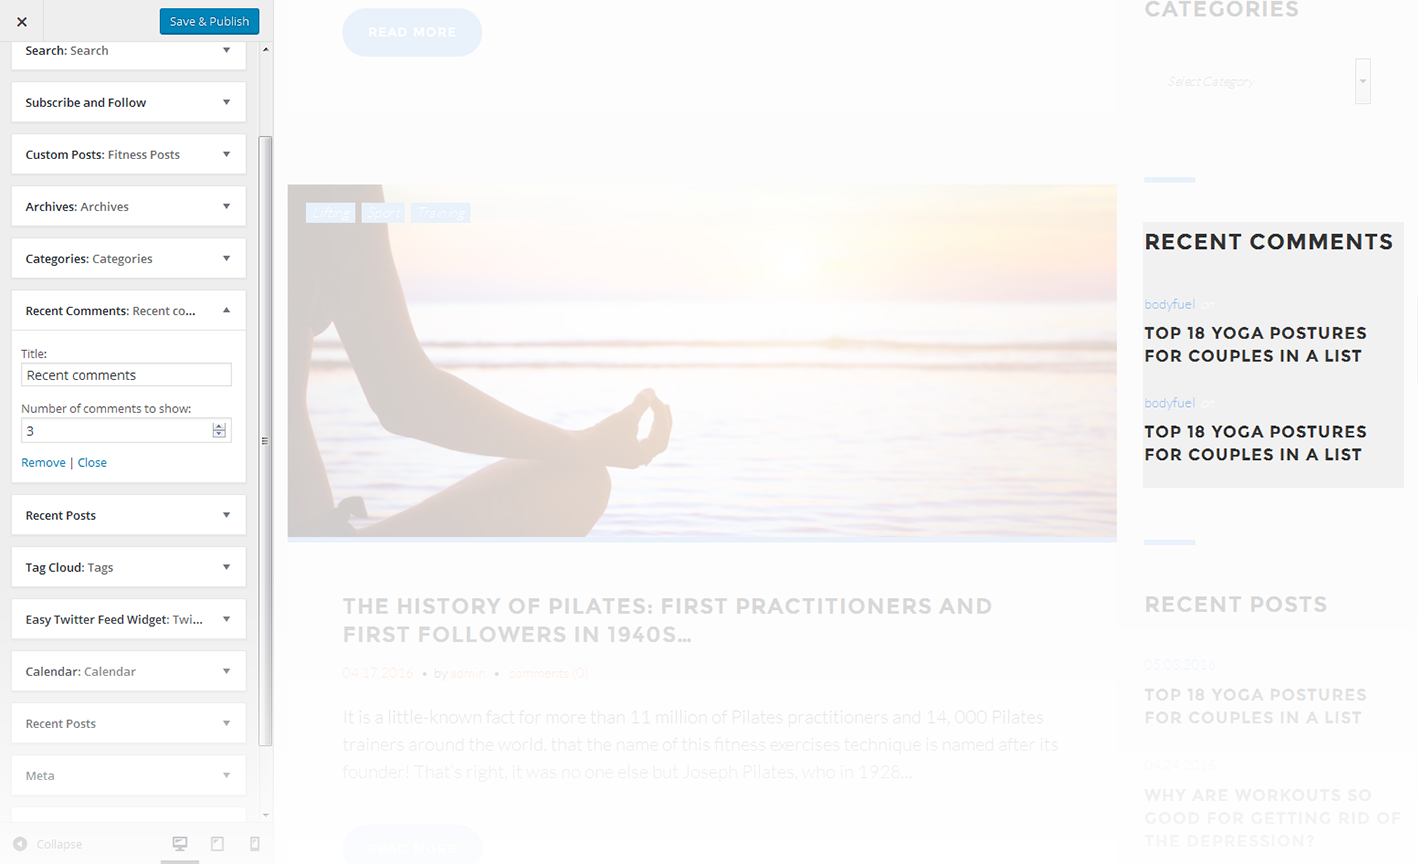 Save & Publish
Search: Search
Subscribe and Follow
Custom Posts: Fitness Posts
Archives: Archives
Categories: Categories
Recent Comments: Recent co...
Title:
Recent comments
Number of comments to show:
3
Remove | Close
Recent Posts
Tag Cloud: Tags
Easy Twitter Feed Widget: Twi...
Calendar: Calendar
Recent Posts
Meta
Collapse
READ MORE
Lifting Sport Training
THE HISTORY OF PILATES: FIRST PRACTITIONERS AND
FIRST FOLLOWERS IN 1940S...
04.17.2016 • by admin • comments (0)
It is a little-known fact for more than 11 million of Pilates practitioners and 14, 000 Pilates
trainers around the world, that the name of this fitness exercises technique is named after its
founder! That's right, it was no one else but Joseph Pilates, who in 1928...
READ MORE
CATEGORIES
Select Category
RECENT COMMENTS
bodyfuel on
TOP 18 YOGA POSTURES
FOR COUPLES IN A LIST
bodyfuel on
TOP 18 YOGA POSTURES
FOR COUPLES IN A LIST
RECENT POSTS
05.03.2016
TOP 18 YOGA POSTURES
FOR COUPLES IN A LIST
WHY ARE WORKOUTS SO
GOOD FOR GETTING RID OF
THE DEPRESSION?